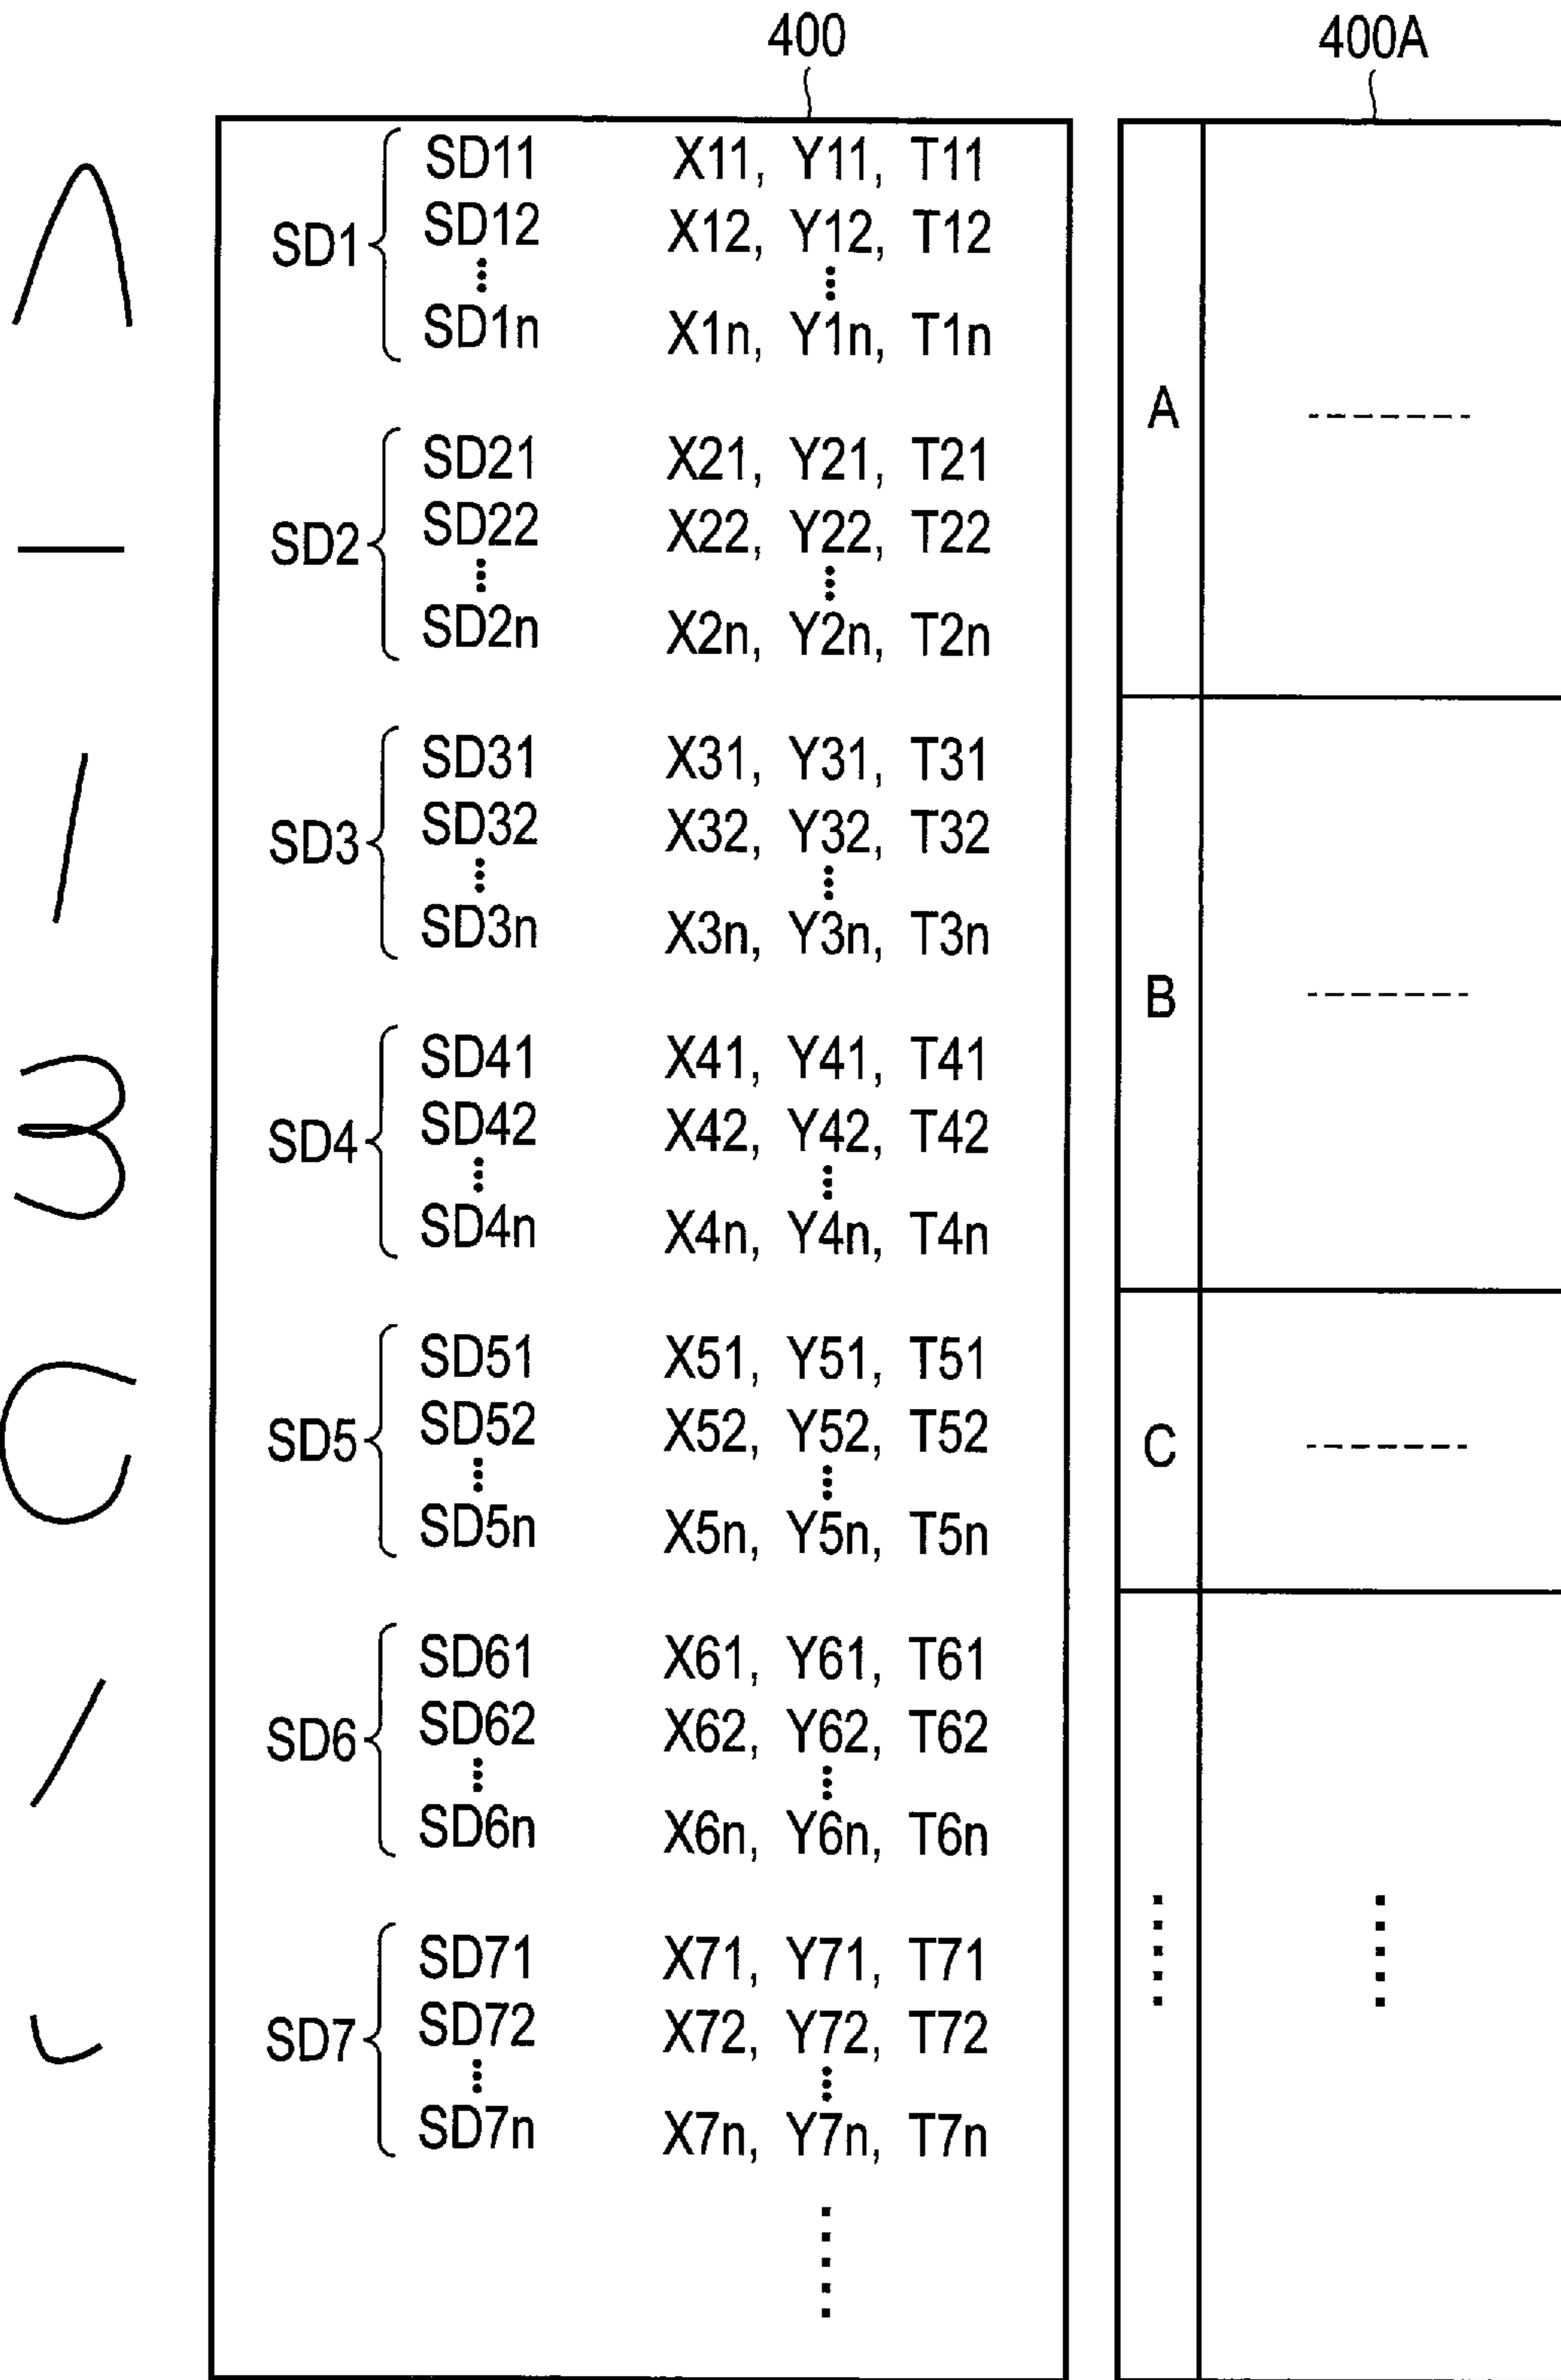 400 400A
SD11 X11, Y11, T11
SD12 X12, Y12, T12
SD1
SD1n X1n, Y1n, T1n
A
SD21 X21, Y21, T21
SD22 X22, Y22, T22
SD2
SD2n X2n, Y2n, T2n
SD31 X31, Y31, T31
SD32 X32, Y32, T32
SD3
SD3n X3n, Y3n, T3n
B
SD41 X41, Y41, T41
SD42 X42, Y42, T42
SD4
SD4n X4n, Y4n, T4n
SD51 X51, Y51, T51
SD52 X52, Y52, T52
SD5 C
SD5n X5n, Y5n, T5n
SD61 X61, Y61, T61
SD62 X62, Y62, T62
SD6
SD6n X6n, Y6n, T6n
SD71 X71, Y71, T71
SD72 X72, Y72, T72
SD7
SD7n X7n, Y7n, T7n